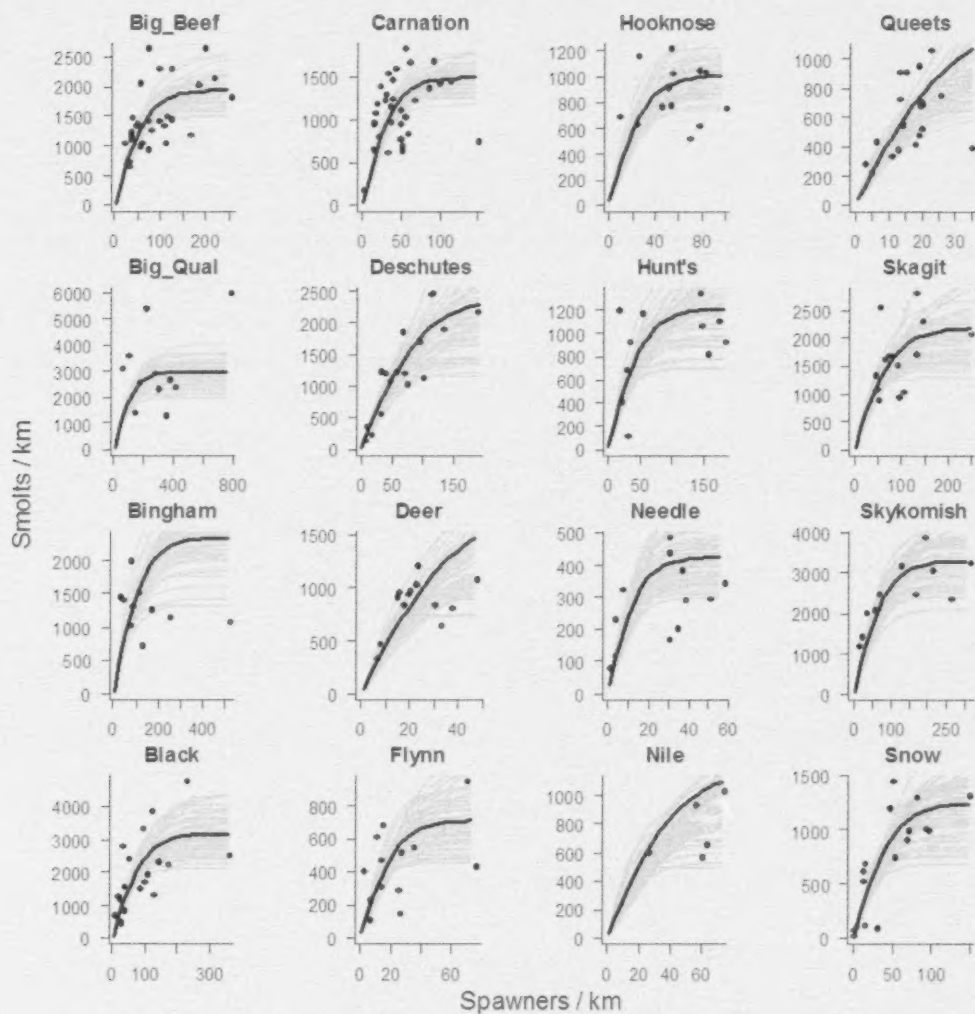 Big_Beef Carnation Hooknose Queets
2500 2000 1500 1000 500 0
0 100 200
1500 1000 500 0
0 50 100
1200 1000 800 600 400 200 0
0 40 80
1000 800 600 400 200 0
0 10 20 30
Big_Qual Deschutes Hunt's Skagit
6000 5000 4000 3000 2000 1000 0
0 400 800
2500 2000 1500 1000 500 0
0 50 150
1200 1000 800 600 400 200 0
0 50 150
2500 2000 1500 1000 500 0
0 100 200
Smolts / km
Bingham Deer Needle Skykomish
2000 1500 1000 500 0
0 200 400
1500 1000 500 0
0 20 40
500 400 300 200 100 0
0 20 40 60
4000 3000 2000 1000 0
0 100 300
Black Flynn Nile Snow
4000 3000 2000 1000 0
0 100 300
800 600 400 200 0
0 20 60
1000 800 600 400 200 0
0 20 60
1500 1000 500 0
0 50 100
Spawners / km